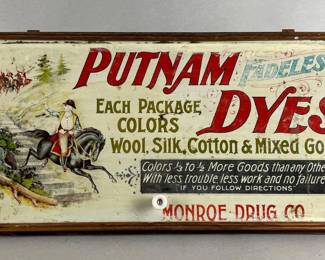 PUTNAM FADELESS
EACH PACKAGE DYES
COLORS
Wool, Silk, Cotton & Mixed Go
Colors ⅓ to ½ More Goods than any Othe
With less trouble less work and no failure
"IF YOU FOLLOW DIRECTIONS"
MONROE DRUG CO